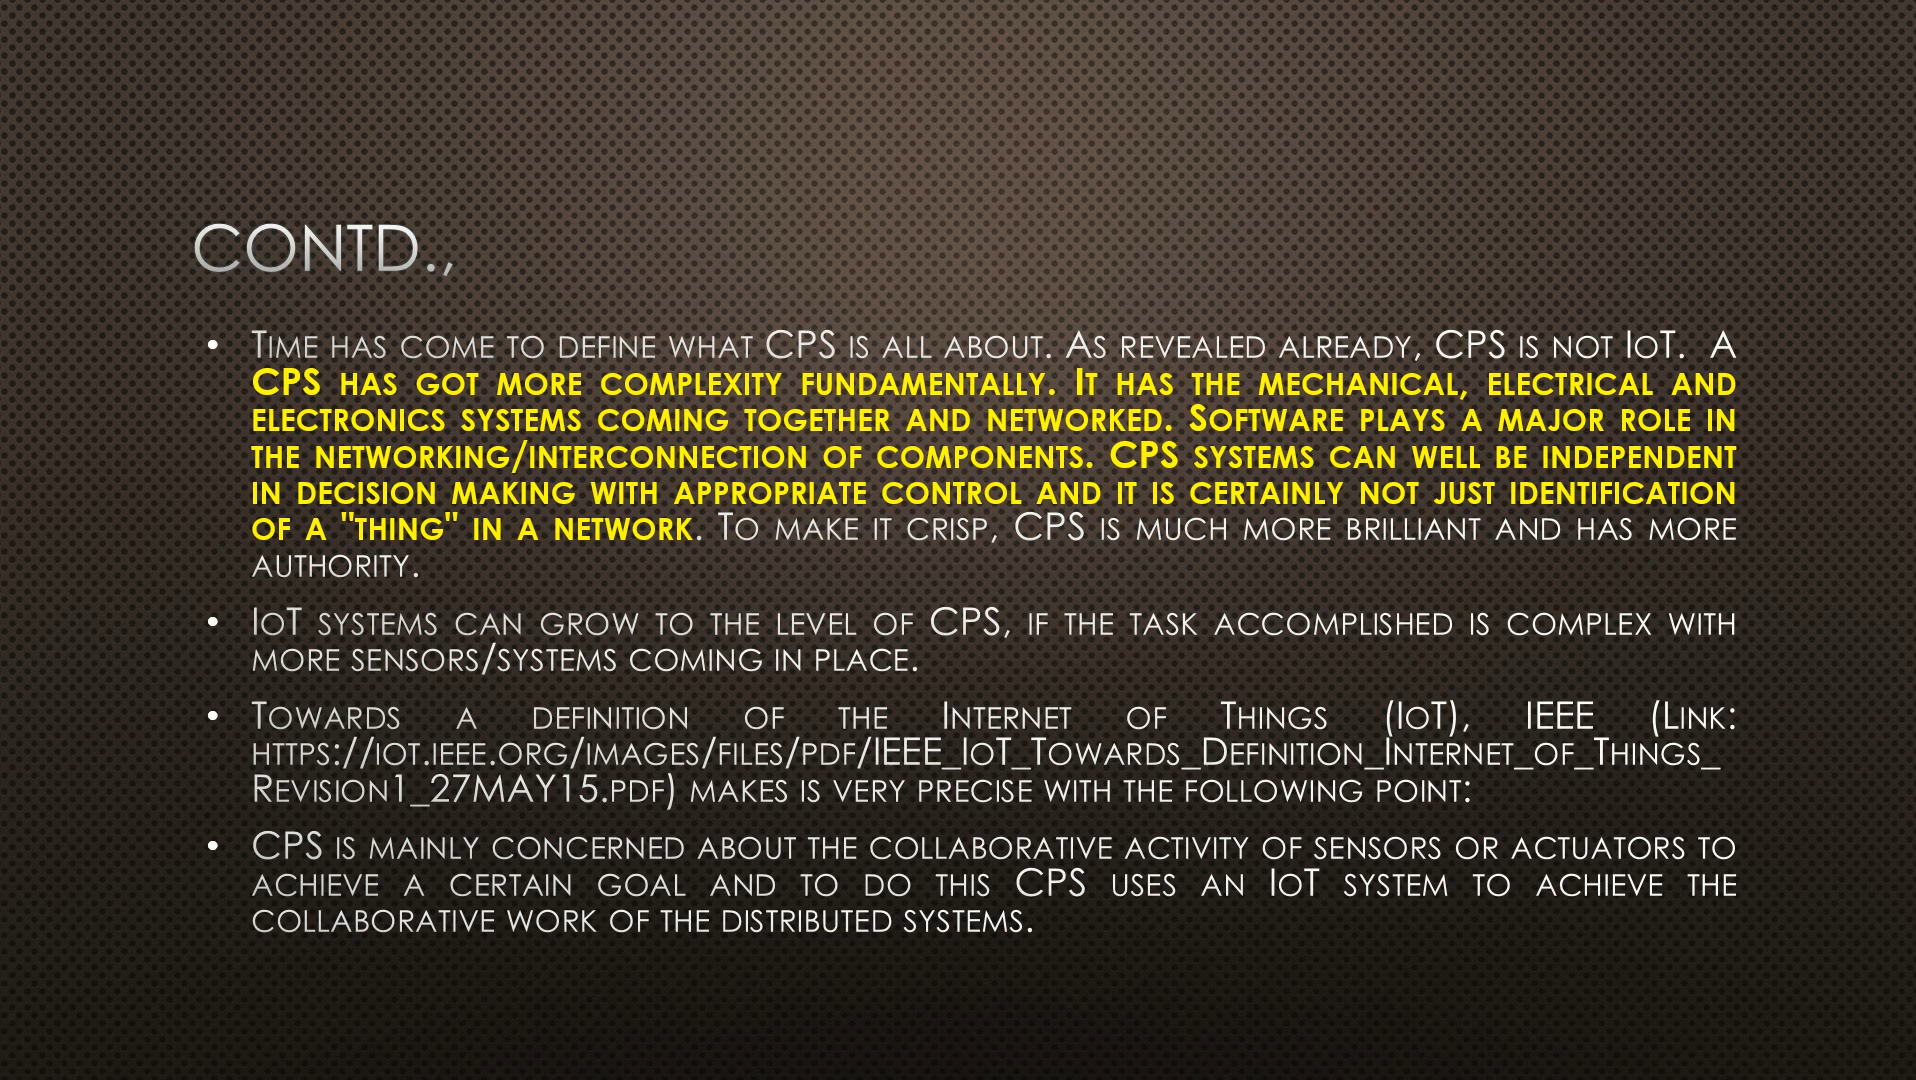 CONTD.,
• TIME HAS COME TO DEFINE WHAT CPS IS ALL ABOUT. AS REVEALED ALREADY, CPS IS NOT IOT. A
CPS HAS GOT MORE COMPLEXITY FUNDAMENTALLY. IT HAS THE MECHANICAL, ELECTRICAL AND
ELECTRONICS SYSTEMS COMING TOGETHER AND NETWORKED. SOFTWARE PLAYS A MAJOR ROLE IN
THE NETWORKING/INTERCONNECTION OF COMPONENTS. CPS SYSTEMS CAN WELL BE INDEPENDENT
IN DECISION MAKING WITH APPROPRIATE CONTROL AND IT IS CERTAINLY NOT JUST IDENTIFICATION
OF A "THING" IN A NETWORK. TO MAKE IT CRISP, CPS IS MUCH MORE BRILLIANT AND HAS MORE
AUTHORITY.
• IOT SYSTEMS CAN GROW TO THE LEVEL OF CPS, IF THE TASK ACCOMPLISHED IS COMPLEX WITH
MORE SENSORS/SYSTEMS COMING IN PLACE.
• TOWARDS A DEFINITION OF THE INTERNET OF THINGS (IOT), IEEE (LINK:
HTTPS://IOT.IEEE.ORG/IMAGES/FILES/PDF/IEEE_IOT_TOWARDS_DEFINITION_INTERNET_OF_THINGS_
REVISION1_27MAY15.PDF) MAKES IS VERY PRECISE WITH THE FOLLOWING POINT:
• CPS IS MAINLY CONCERNED ABOUT THE COLLABORATIVE ACTIVITY OF SENSORS OR ACTUATORS TO
ACHIEVE A CERTAIN GOAL AND TO DO THIS CPS USES AN IOT SYSTEM TO ACHIEVE THE
COLLABORATIVE WORK OF THE DISTRIBUTED SYSTEMS.